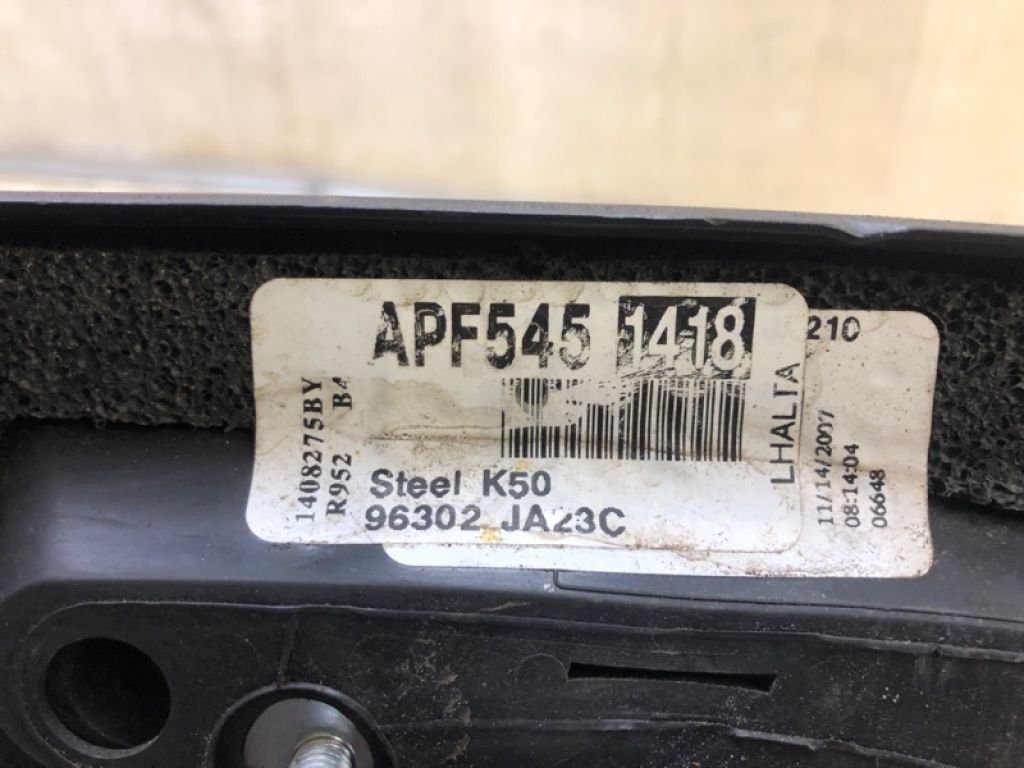 APF545 1418
1408275BY
R952 B4
Steel K50
96302 JA23C
LHALTA
210
11/14/2007
08:14:04
06648